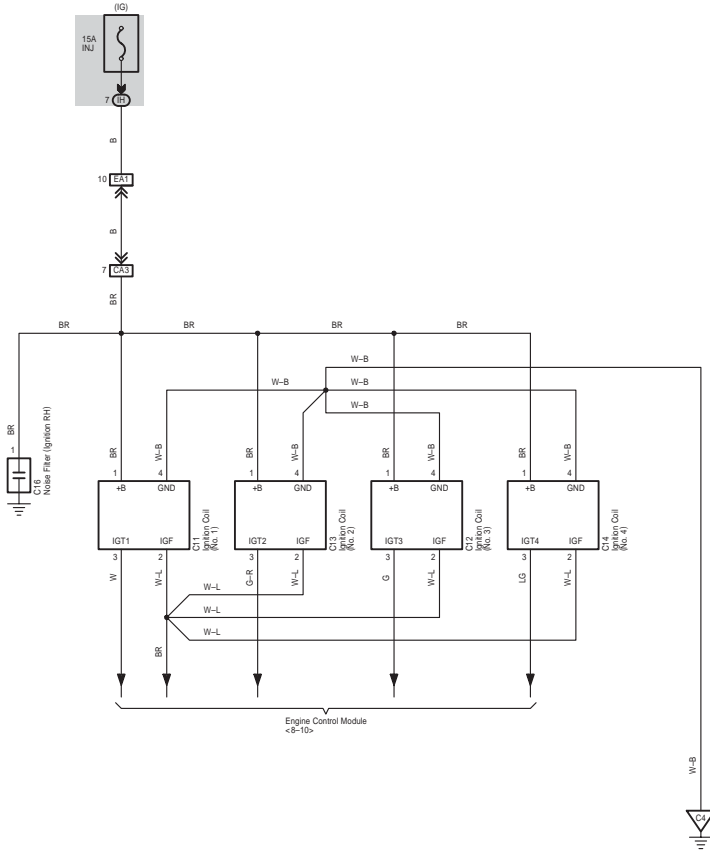 (IG)
15A
INJ
7 IH
B
10 EA1
B
7 CA3
BR
BR BR BR BR
W–B
W–B W–B
W–B
BR
1
C16
Noise Filter (Ignition RH)
BR W–B BR W–B BR W–B BR W–B
1 4 1 4 1 4 1 4
+B GND +B GND +B GND +B GND
IGT1 IGF IGT2 IGF IGT3 IGF IGT4 IGF
C11
Ignition Coil
(No. 1)
C13
Ignition Coil
(No. 2)
C12
Ignition Coil
(No. 3)
C14
Ignition Coil
(No. 4)
3 2 3 2 3 2 3 2
W W–L G–R W–L G W–L LG W–L
W–L
W–L
W–L
BR
Engine Control Module
<8–10>
W–B
C4